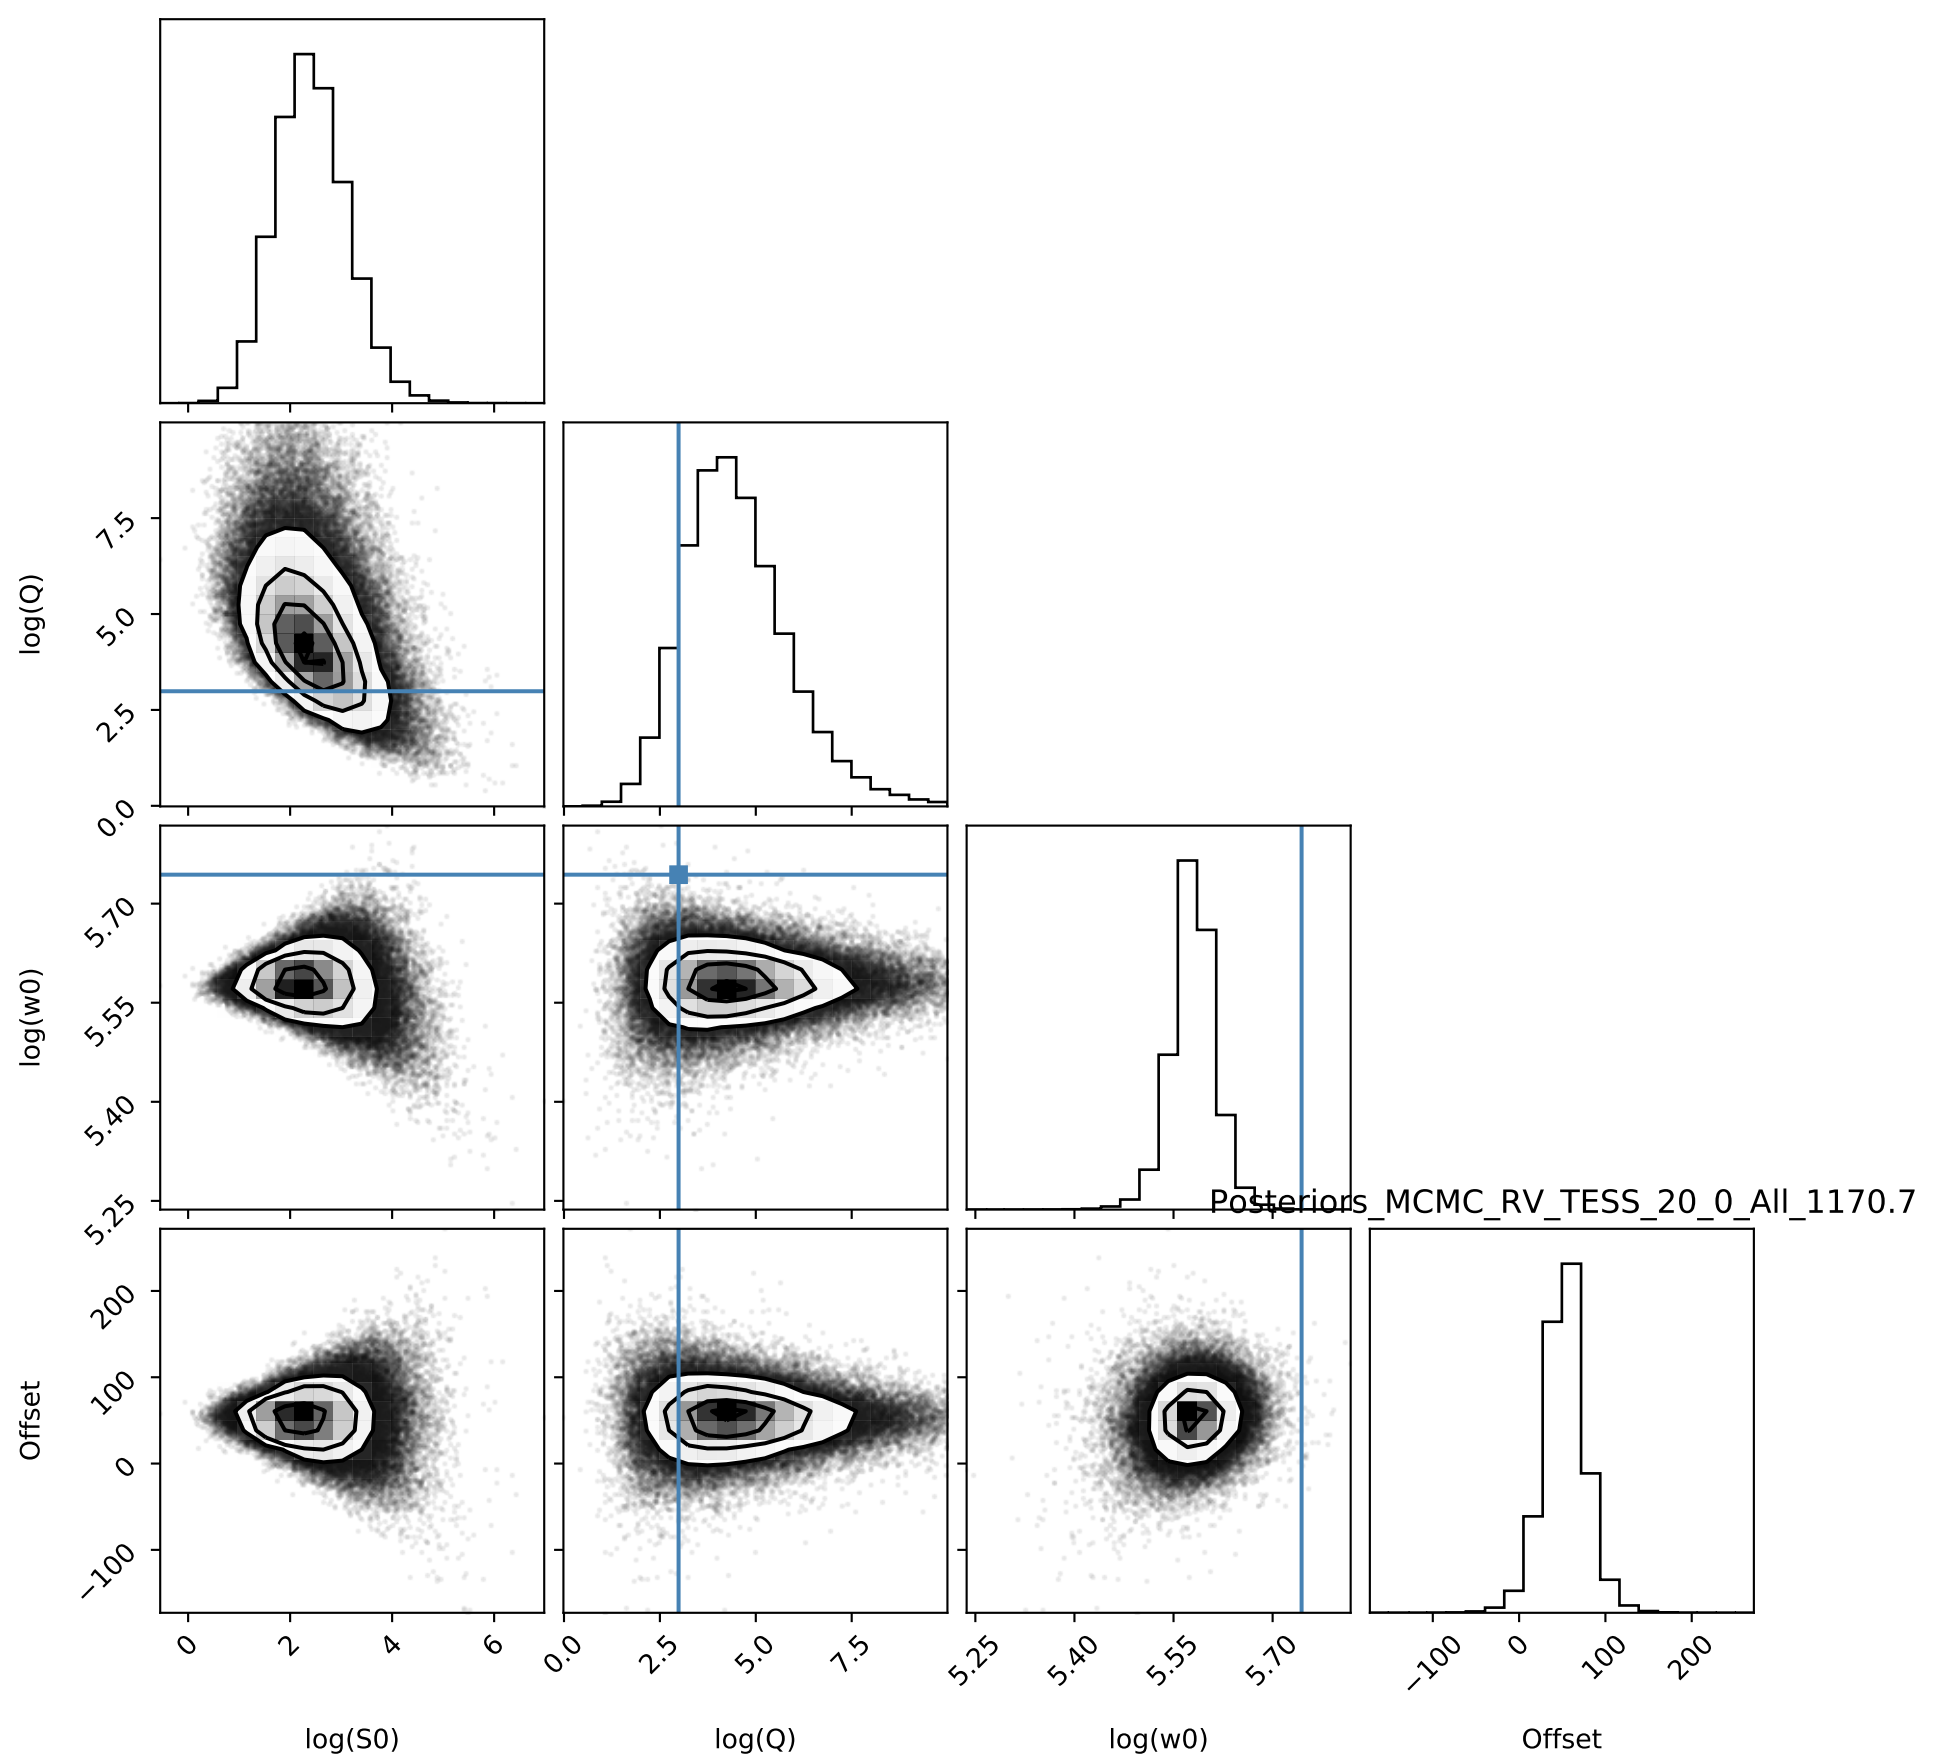 log(Q)
7.5
5.0
2.5
0.0
log(w0)
5.70
5.55
5.40
5.25
Posteriors_MCMC_RV_TESS_20_0_All_1170.7
Offset
200
100
0
−100
0 2 4 6 0.0 2.5 5.0 7.5 5.25 5.40 5.55 5.70 −100 0 100 200
log(S0) log(Q) log(w0) Offset